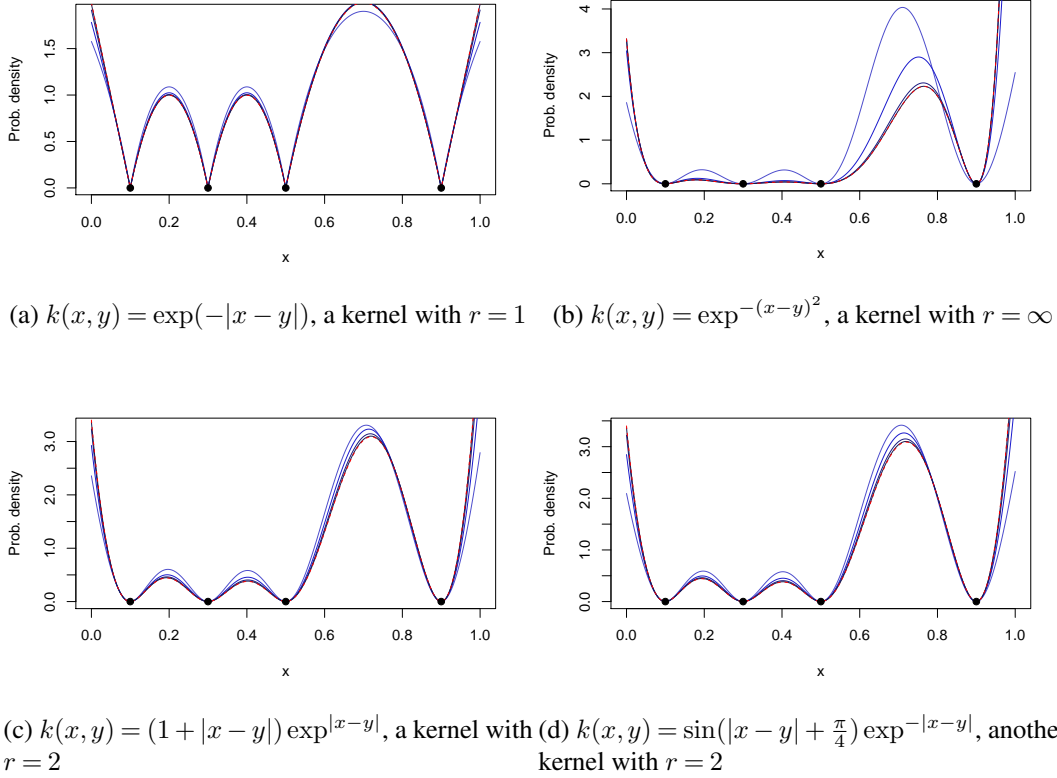 Prob. density
0.0 0.5 1.0 1.5
0.0 0.2 0.4 0.6 0.8 1.0
x
Prob. density
0 1 2 3 4
0.0 0.2 0.4 0.6 0.8 1.0
x
(a) k(x, y) = exp(−|x − y|), a kernel with r = 1
(b) k(x, y) = exp^{−(x−y)^2}, a kernel with r = ∞
Prob. density
0.0 1.0 2.0 3.0
0.0 0.2 0.4 0.6 0.8 1.0
x
Prob. density
0.0 1.0 2.0 3.0
0.0 0.2 0.4 0.6 0.8 1.0
x
(c) k(x, y) = (1 + |x − y|) exp^{|x−y|}, a kernel with
r = 2
(d) k(x, y) = sin(|x − y| + π/4) exp^{−|x−y|}, anothe
kernel with r = 2